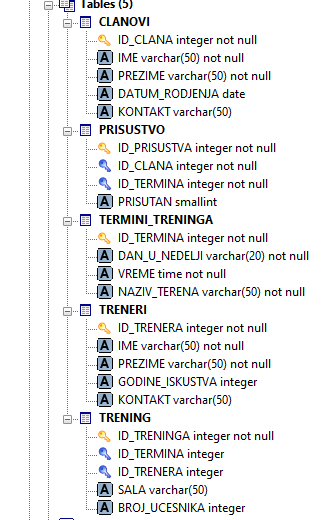 Tables (5)
CLANOVI
ID_CLANA integer not null
IME varchar(50) not null
PREZIME varchar(50) not null
DATUM_RODJENJA date
KONTAKT varchar(50)
PRISUSTVO
ID_PRISUSTVA integer not null
ID_CLANA integer not null
ID_TERMINA integer not null
PRISUTAN smallint
TERMINI_TRENINGA
ID_TERMINA integer not null
DAN_U_NEDELJI varchar(20) not null
VREME time not null
NAZIV_TERENA varchar(50) not null
TRENERI
ID_TRENERA integer not null
IME varchar(50) not null
PREZIME varchar(50) not null
GODINE_ISKUSTVA integer
KONTAKT varchar(50)
TRENING
ID_TRENINGA integer not null
ID_TERMINA integer
ID_TRENERA integer
SALA varchar(50)
BROJ_UCESNIKA integer